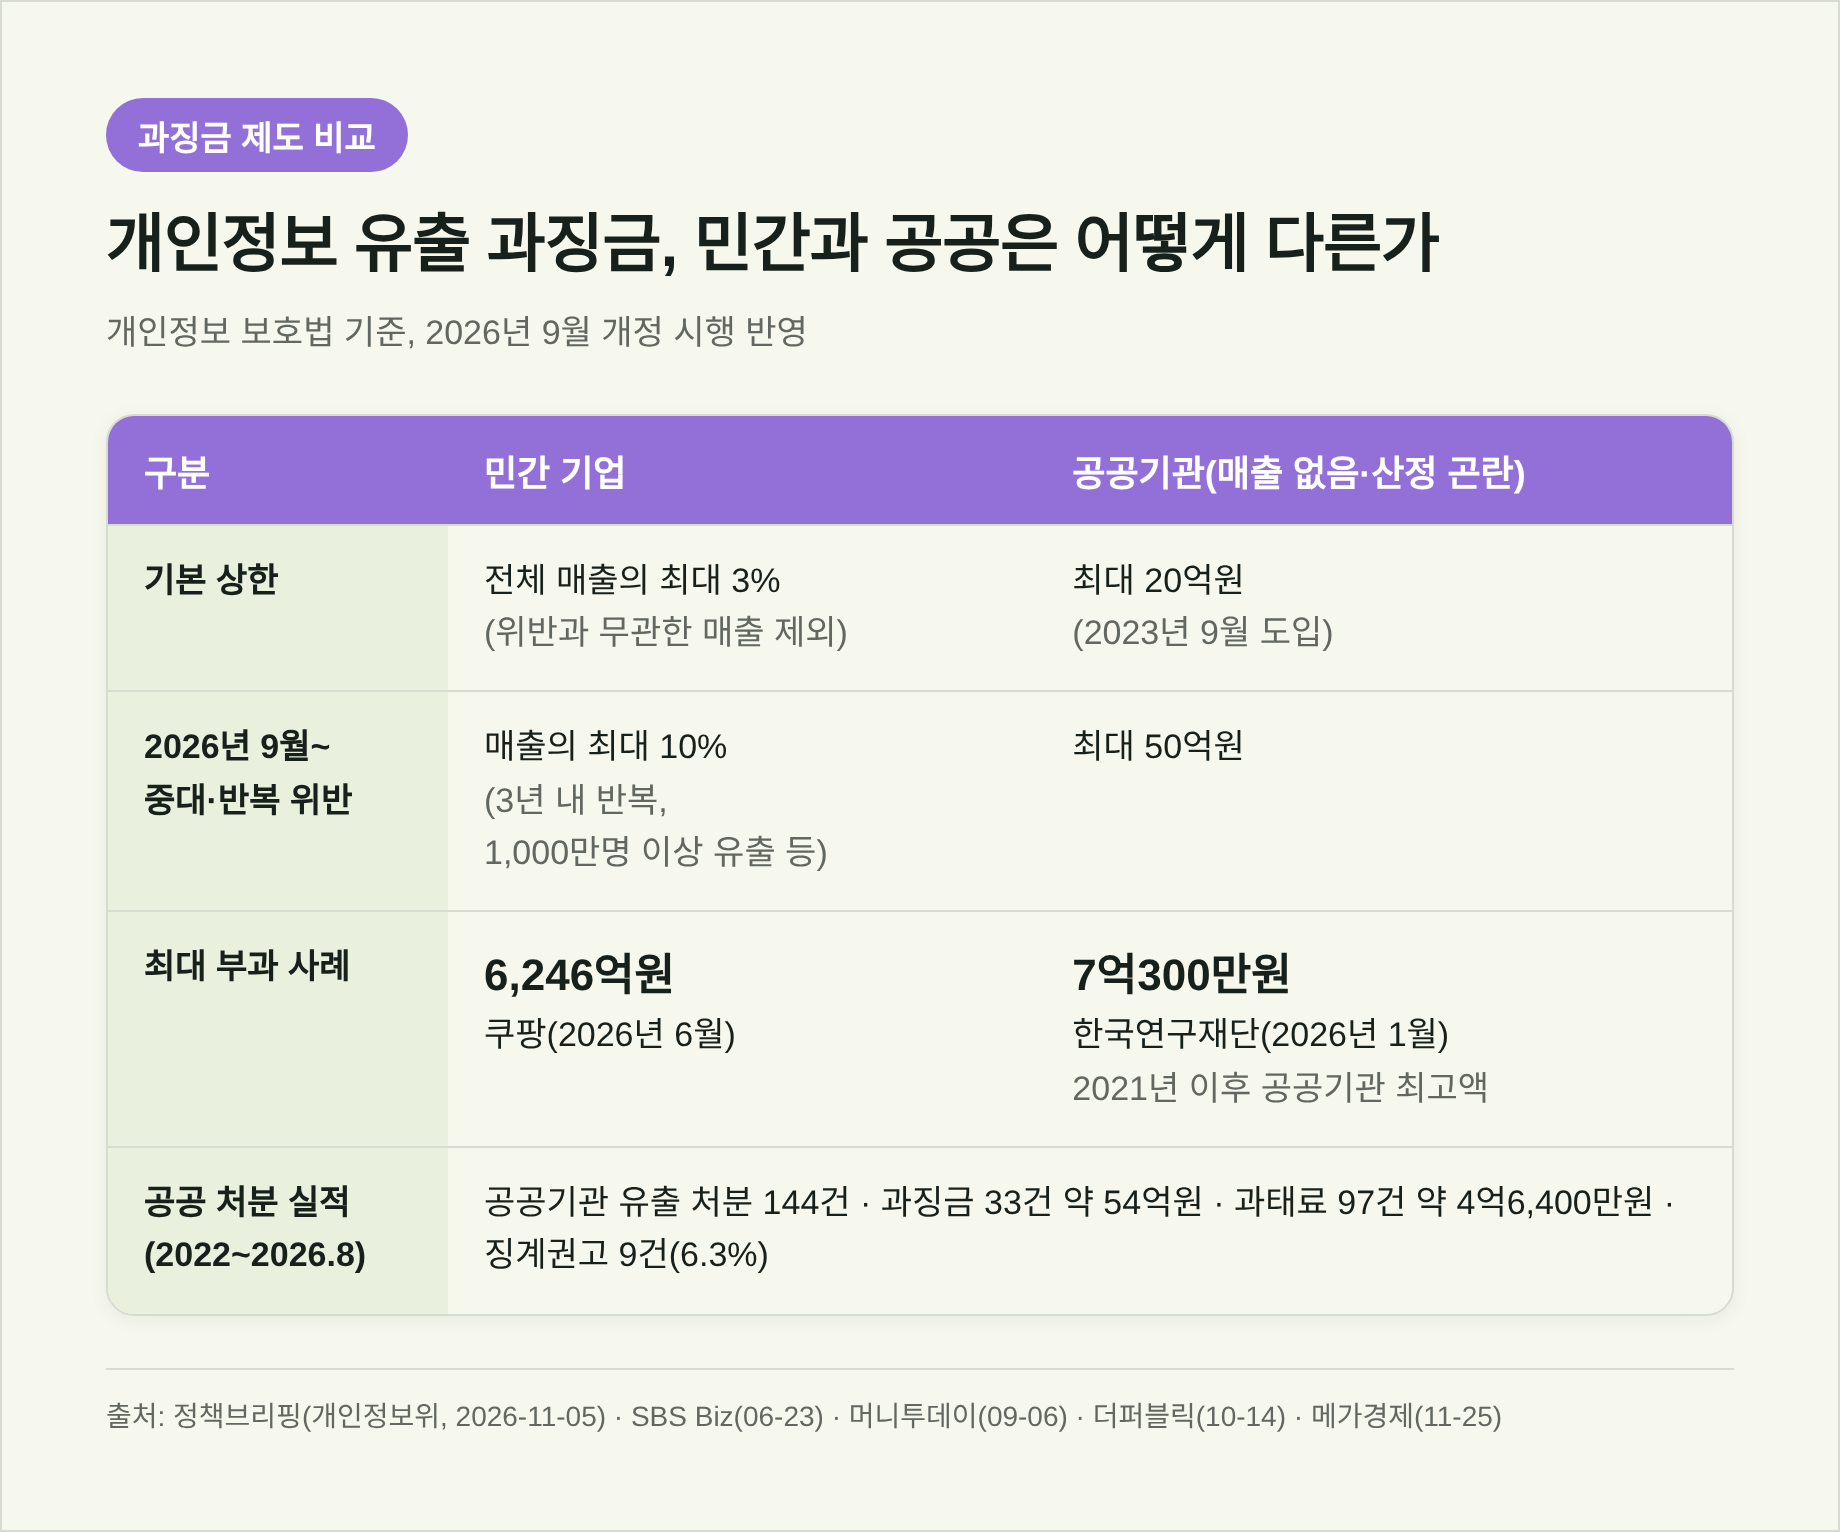 과징금 제도 비교
개인정보 유출 과징금, 민간과 공공은 어떻게 다른가
개인정보 보호법 기준, 2026년 9월 개정 시행 반영
구분
민간 기업
공공기관(매출 없음·산정 곤란)
기본 상한
전체 매출의 최대 3%
(위반과 무관한 매출 제외)
최대 20억원
(2023년 9월 도입)
2026년 9월~
중대·반복 위반
매출의 최대 10%
(3년 내 반복,
1,000만명 이상 유출 등)
최대 50억원
최대 부과 사례
6,246억원
쿠팡(2026년 6월)
7억300만원
한국연구재단(2026년 1월)
2021년 이후 공공기관 최고액
공공 처분 실적
(2022~2026.8)
공공기관 유출 처분 144건 · 과징금 33건 약 54억원 · 과태료 97건 약 4억6,400만원 ·
징계권고 9건(6.3%)
출처: 정책브리핑(개인정보위, 2026-11-05) · SBS Biz(06-23) · 머니투데이(09-06) · 더퍼블릭(10-14) · 메가경제(11-25)